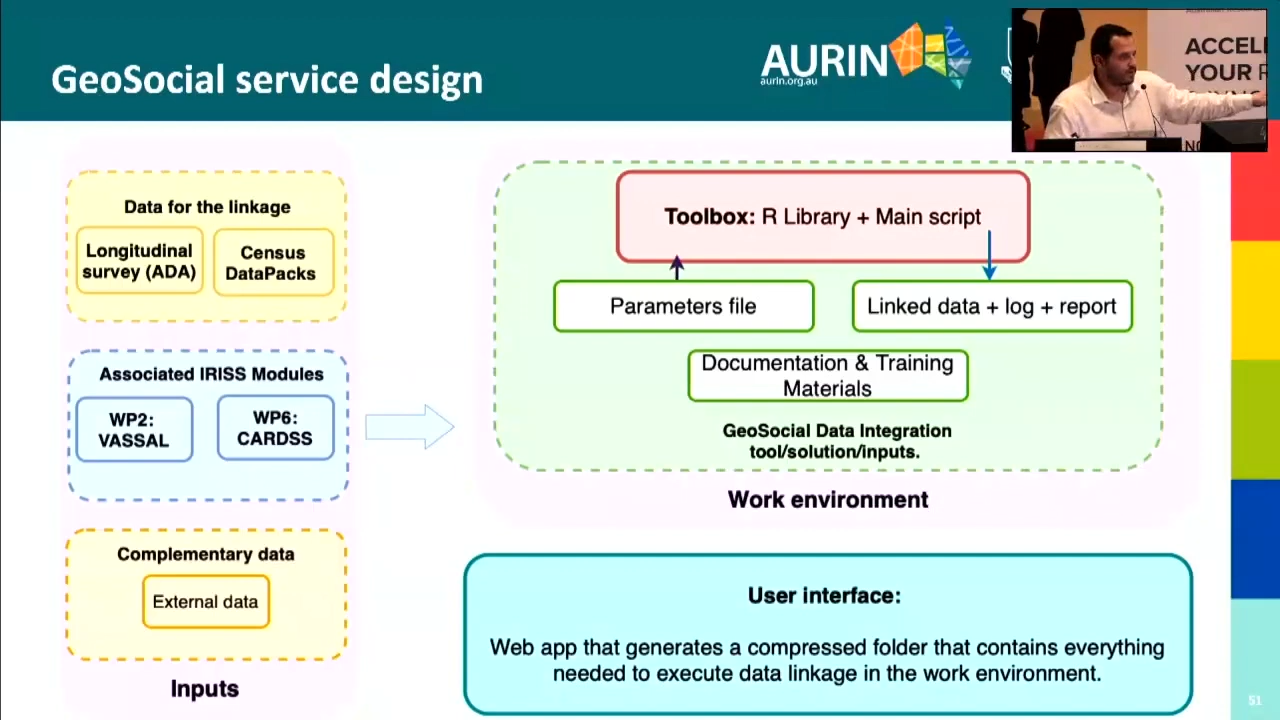 GeoSocial service design
AURIN
aurin.org.au
ACCEL
YOUR R
Data for the linkage
Longitudinal
survey (ADA)
Census
DataPacks
Associated IRISS Modules
WP2:
VASSAL
WP6:
CARDSS
Complementary data
External data
Inputs
Toolbox: R Library + Main script
Parameters file
Linked data + log + report
Documentation & Training
Materials
GeoSocial Data Integration
tool/solution/inputs.
Work environment
User interface:
Web app that generates a compressed folder that contains everything
needed to execute data linkage in the work environment.
51